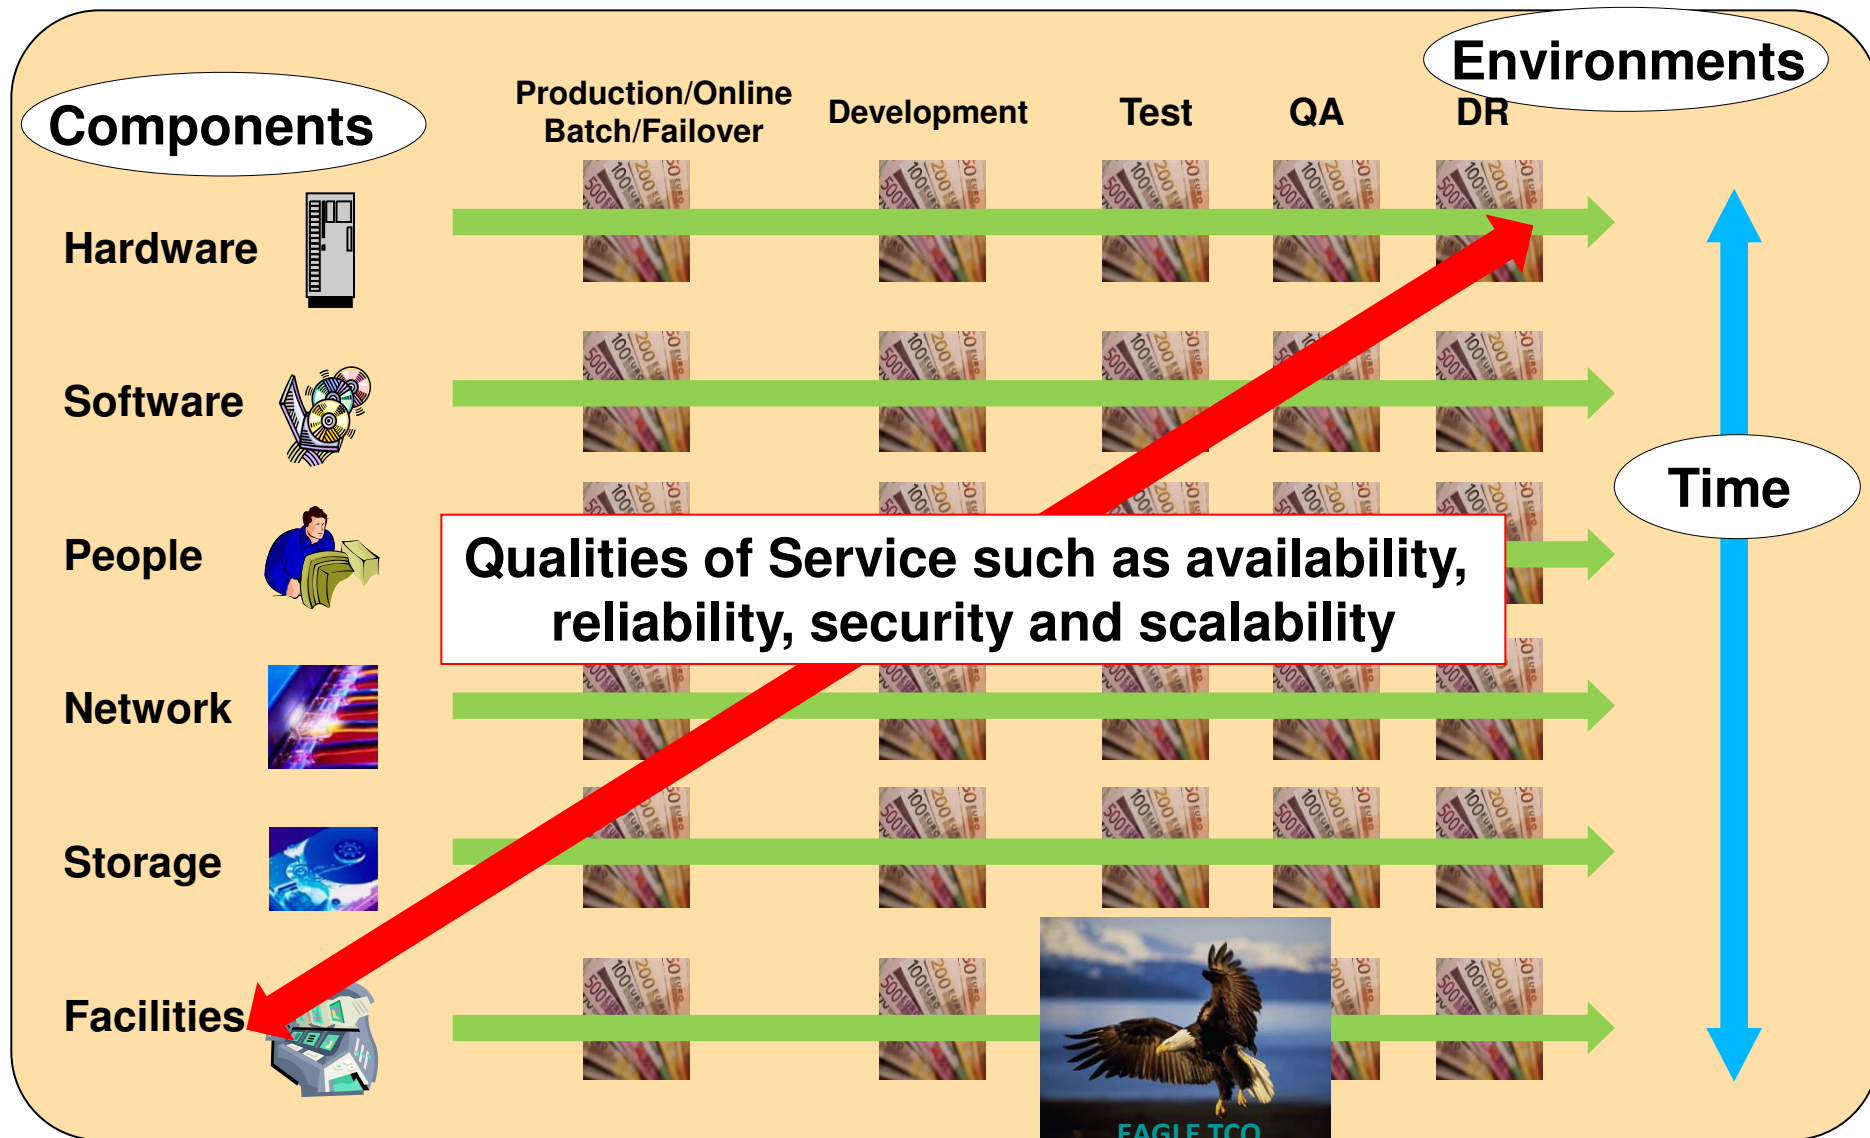 Environments
Components
Production/Online
Batch/Failover
Development
Test
QA
DR
Hardware
Software
Time
People
Qualities of Service such as availability,
reliability, security and scalability
Network
Storage
Facilities
EAGLE TCO